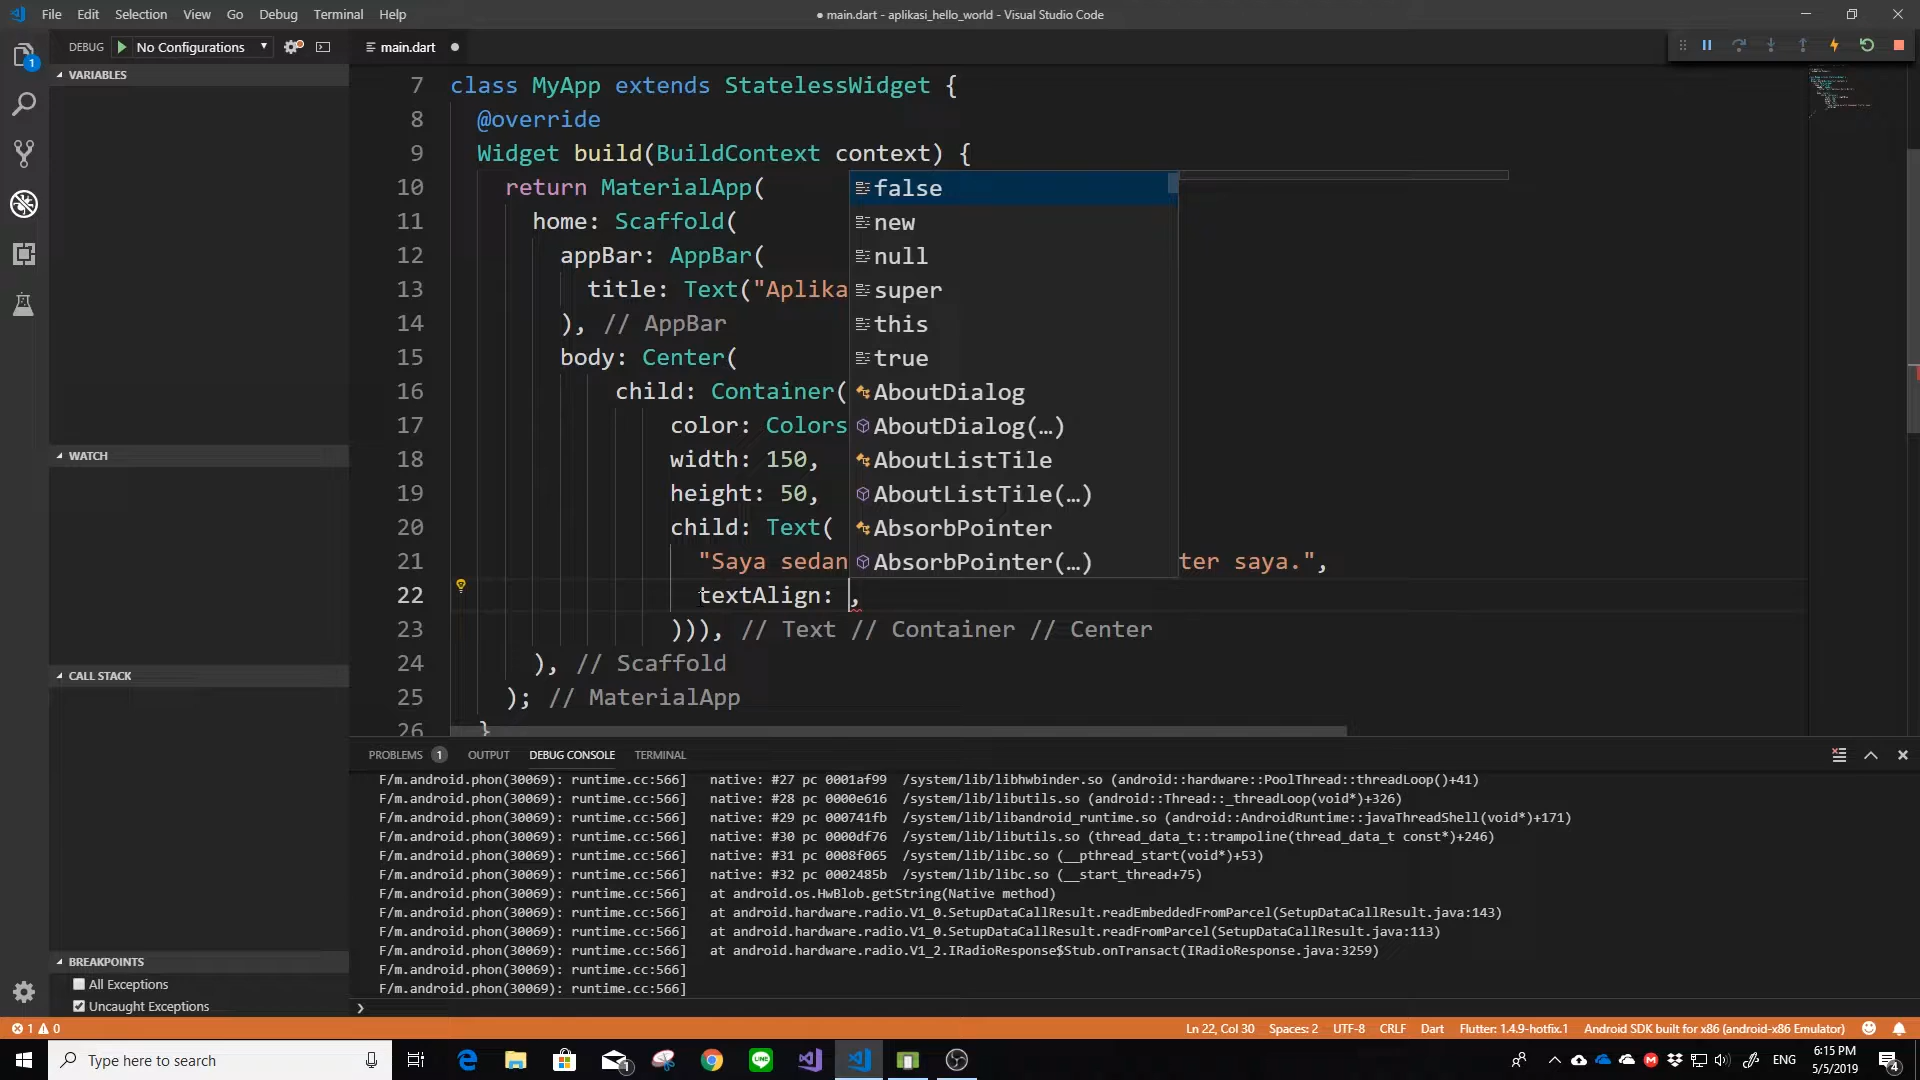 File Edit Selection View Go Debug Terminal Help
● main.dart - aplikasi_hello_world - Visual Studio Code
DEBUG No Configurations
main.dart
1
VARIABLES
WATCH
CALL STACK
BREAKPOINTS
All Exceptions
Uncaught Exceptions
7 class MyApp extends StatelessWidget {
8 @override
9 Widget build(BuildContext context) {
10 return MaterialApp(
11 home: Scaffold(
12 appBar: AppBar(
13 title: Text("Aplika
14 ), // AppBar
15 body: Center(
16 child: Container(
17 color: Colors
18 width: 150,
19 height: 50,
20 child: Text(
21 "Saya sedan ter saya.",
22 textAlign: ,
23 ))), // Text // Container // Center
24 ), // Scaffold
25 ); // MaterialApp
26 }
false
new
null
super
this
true
AboutDialog
AboutDialog(…)
AboutListTile
AboutListTile(…)
AbsorbPointer
AbsorbPointer(…)
PROBLEMS 1 OUTPUT DEBUG CONSOLE TERMINAL
F/m.android.phon(30069): runtime.cc:566] native: #27 pc 0001af99 /system/lib/libhwbinder.so (android::hardware::PoolThread::threadLoop()+41)
F/m.android.phon(30069): runtime.cc:566] native: #28 pc 0000e616 /system/lib/libutils.so (android::Thread::_threadLoop(void*)+326)
F/m.android.phon(30069): runtime.cc:566] native: #29 pc 000741fb /system/lib/libandroid_runtime.so (android::AndroidRuntime::javaThreadShell(void*)+171)
F/m.android.phon(30069): runtime.cc:566] native: #30 pc 0000df76 /system/lib/libutils.so (thread_data_t::trampoline(thread_data_t const*)+246)
F/m.android.phon(30069): runtime.cc:566] native: #31 pc 0008f065 /system/lib/libc.so (__pthread_start(void*)+53)
F/m.android.phon(30069): runtime.cc:566] native: #32 pc 0002485b /system/lib/libc.so (__start_thread+75)
F/m.android.phon(30069): runtime.cc:566] at android.os.HwBlob.getString(Native method)
F/m.android.phon(30069): runtime.cc:566] at android.hardware.radio.V1_0.SetupDataCallResult.readEmbeddedFromParcel(SetupDataCallResult.java:143)
F/m.android.phon(30069): runtime.cc:566] at android.hardware.radio.V1_0.SetupDataCallResult.readFromParcel(SetupDataCallResult.java:113)
F/m.android.phon(30069): runtime.cc:566] at android.hardware.radio.V1_2.IRadioResponse$Stub.onTransact(IRadioResponse.java:3259)
F/m.android.phon(30069): runtime.cc:566]
F/m.android.phon(30069): runtime.cc:566]
1 0 Ln 22, Col 30 Spaces: 2 UTF-8 CRLF Dart Flutter: 1.4.9-hotfix.1 Android SDK built for x86 (android-x86 Emulator)
Type here to search
1
LINE
ENG
6:15 PM
5/5/2019
4